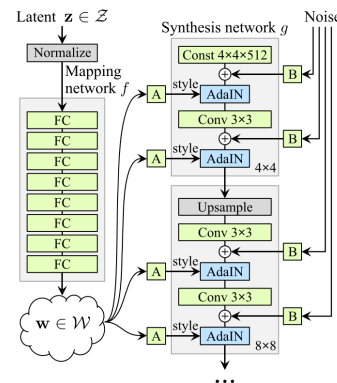 Latent z ∈ Z
Normalize
Mapping
network f
FC
FC
FC
FC
FC
FC
FC
FC
w ∈ W
Synthesis network g
Noise
Const 4×4×512
B
A
style
AdaIN
Conv 3×3
B
A
style
AdaIN
4×4
Upsample
Conv 3×3
B
A
style
AdaIN
Conv 3×3
B
A
style
AdaIN
8×8
...